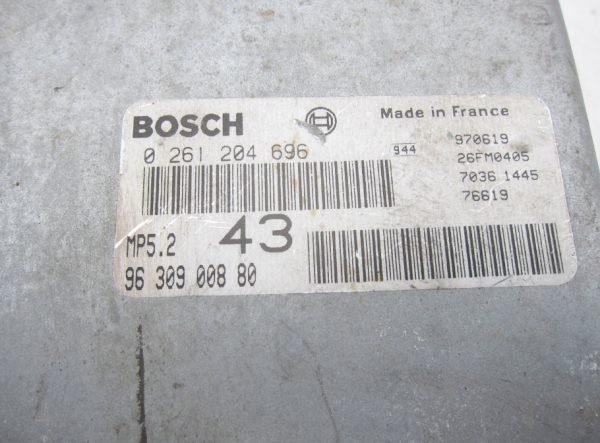 BOSCH
Made in France
0 261 204 696
944
970619
26FM0405
7036 1445
76619
MP5.2
43
96 309 008 80